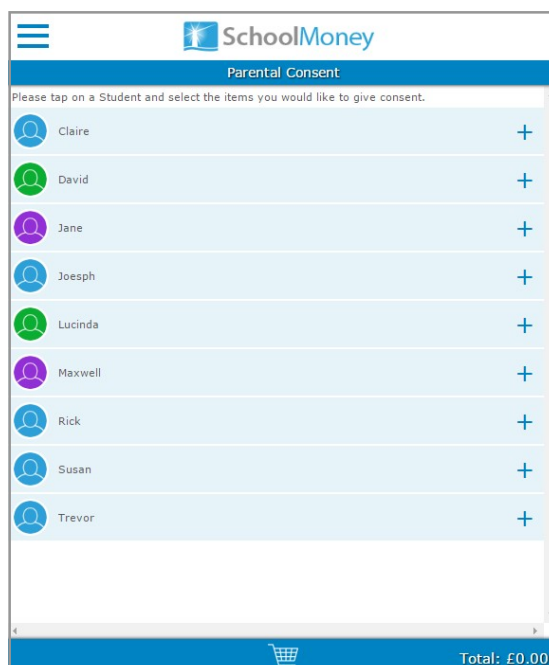 SchoolMoney
Parental Consent
Please tap on a Student and select the items you would like to give consent.
Claire
David
Jane
Joesph
Lucinda
Maxwell
Rick
Susan
Trevor
Total: £0.00